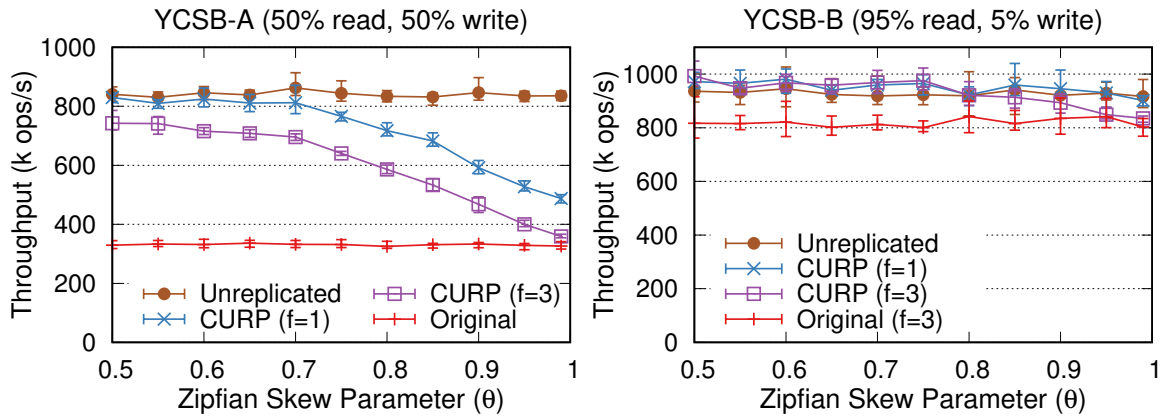 YCSB-A (50% read, 50% write)
Throughput (k ops/s)
1000
800
600
400
200
0
Unreplicated
CURP (f=1)
CURP (f=3)
Original
0.5 0.6 0.7 0.8 0.9 1
Zipfian Skew Parameter (θ)
YCSB-B (95% read, 5% write)
Throughput (k ops/s)
1000
800
600
400
200
0
Unreplicated
CURP (f=1)
CURP (f=3)
Original (f=3)
0.5 0.6 0.7 0.8 0.9 1
Zipfian Skew Parameter (θ)